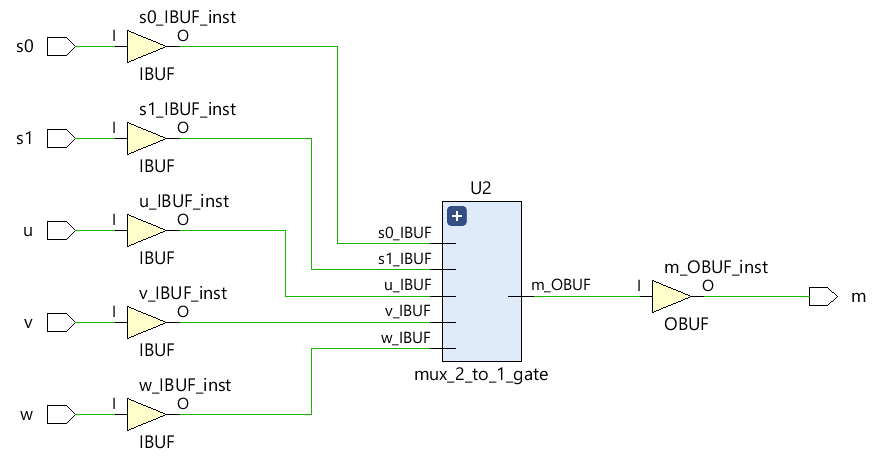 s0_IBUF_inst
s0
I
O
IBUF
s1_IBUF_inst
s1
I
O
IBUF
u_IBUF_inst
u
I
O
IBUF
v_IBUF_inst
v
I
O
IBUF
w_IBUF_inst
w
I
O
IBUF
U2
s0_IBUF
s1_IBUF
u_IBUF
v_IBUF
w_IBUF
m_OBUF
mux_2_to_1_gate
m_OBUF_inst
I
O
OBUF
m